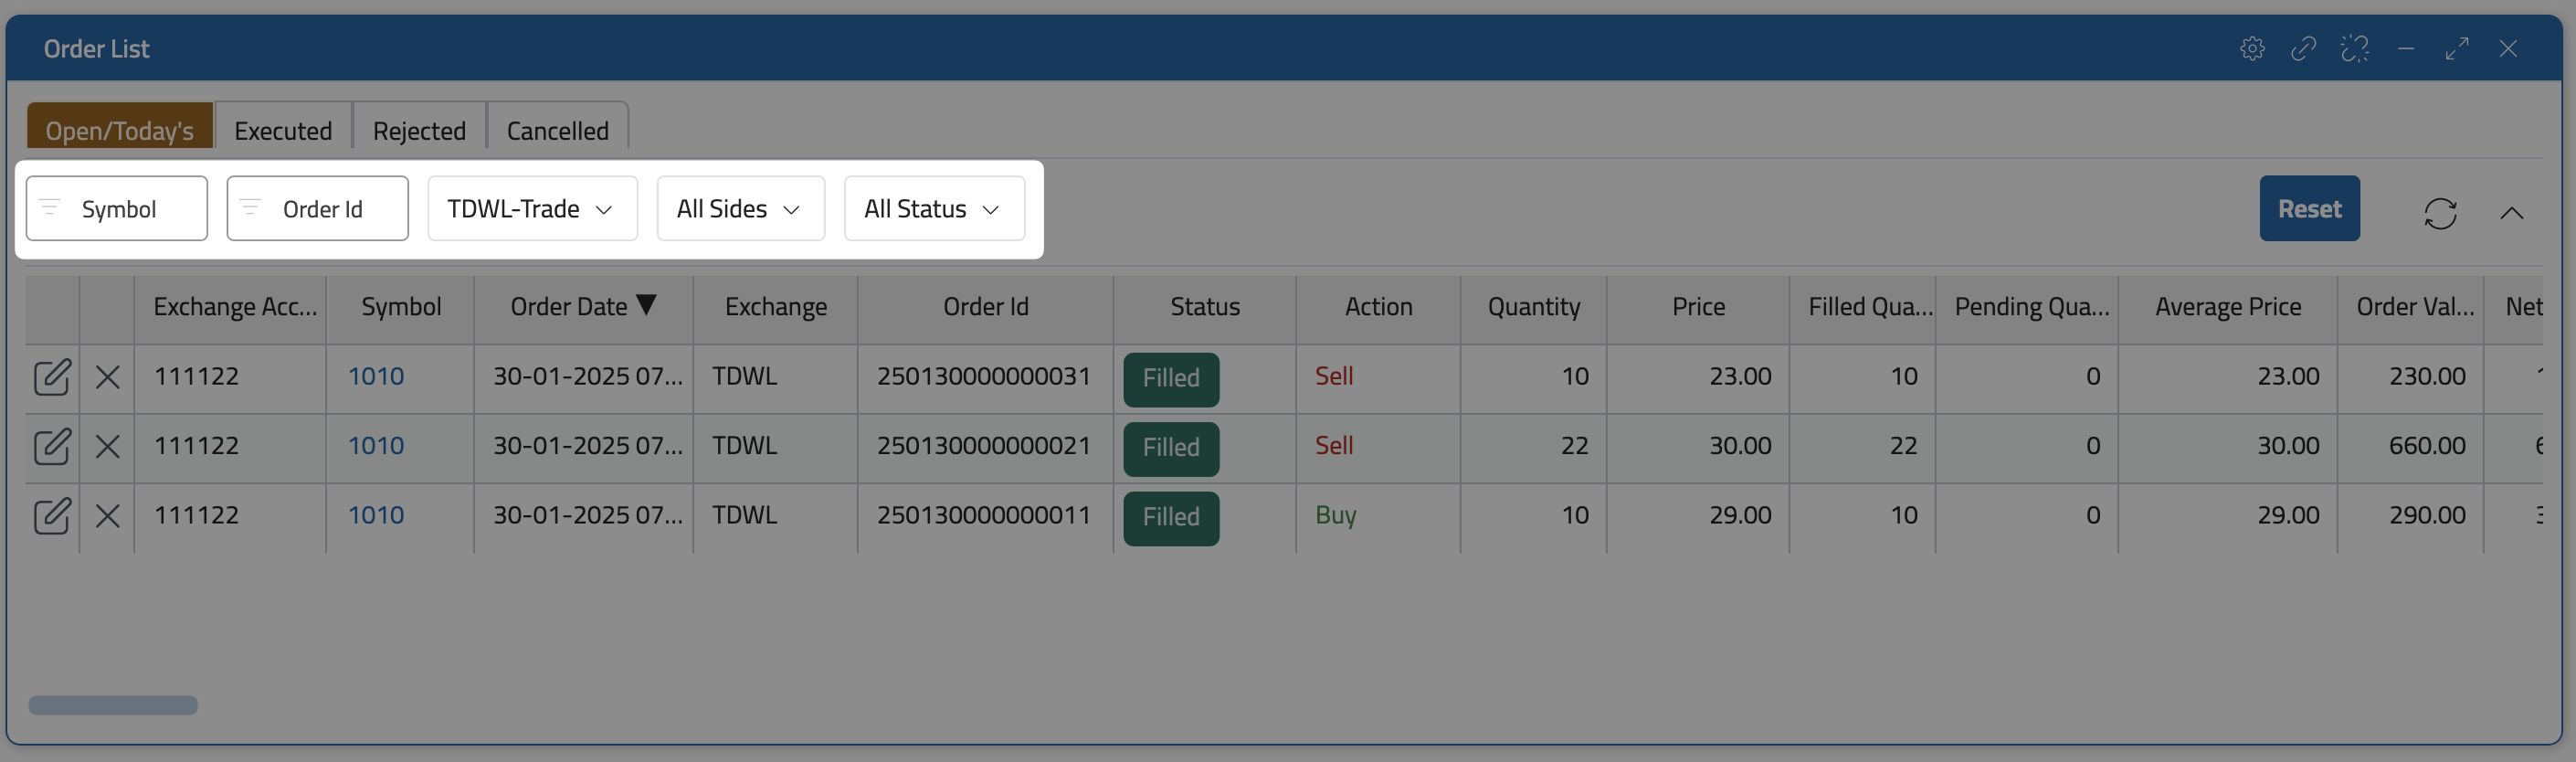 Order List
Open/Today's Executed Rejected Cancelled
Symbol Order Id TDWL-Trade All Sides All Status Reset
Exchange Acc... Symbol Order Date Exchange Order Id Status Action Quantity Price Filled Qua... Pending Qua... Average Price Order Val... Net
111122 1010 30-01-2025 07... TDWL 250130000000031 Filled Sell 10 23.00 10 0 23.00 230.00
111122 1010 30-01-2025 07... TDWL 250130000000021 Filled Sell 22 30.00 22 0 30.00 660.00
111122 1010 30-01-2025 07... TDWL 250130000000011 Filled Buy 10 29.00 10 0 29.00 290.00